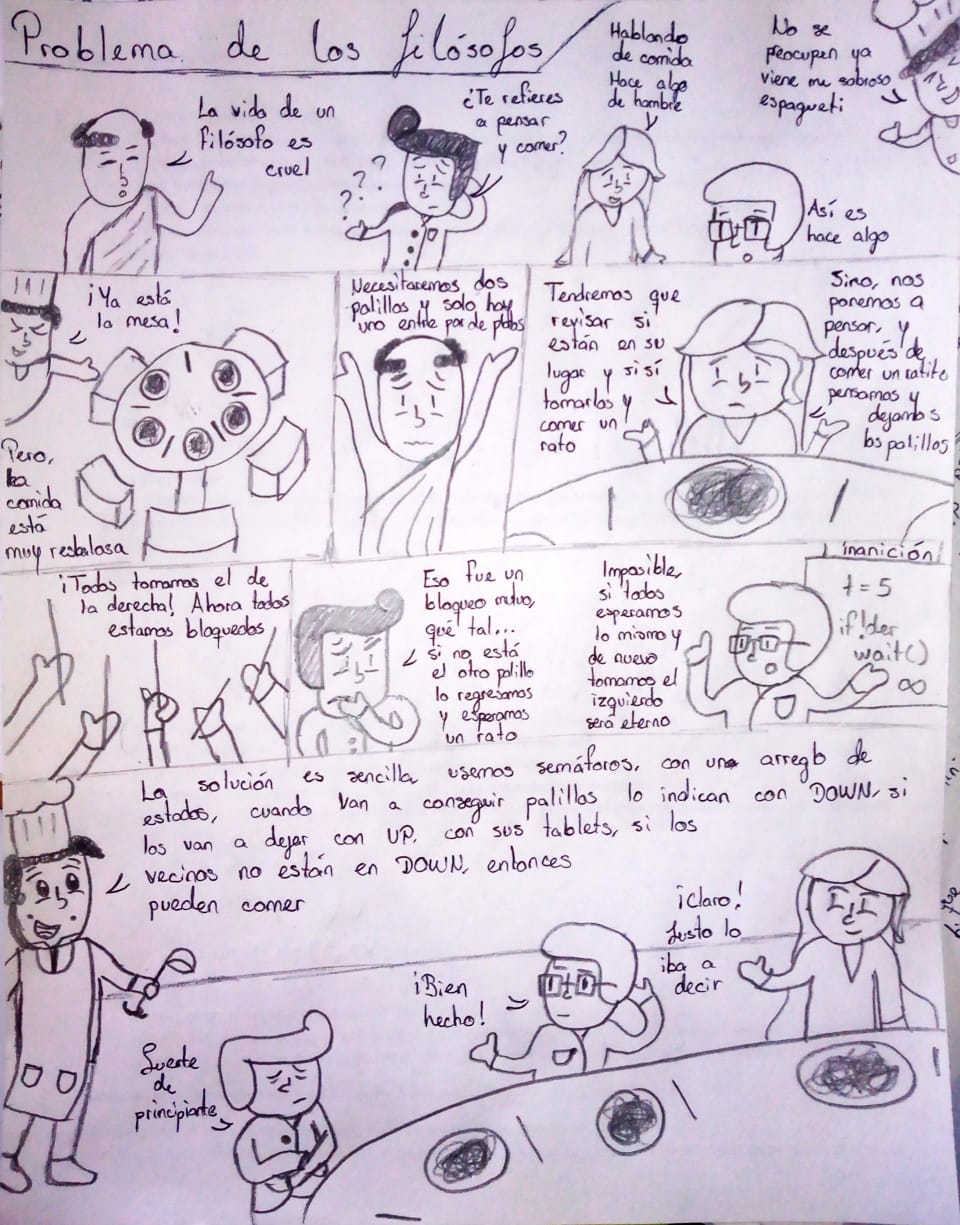 Problema de los filósofos
La vida de un
filósofo es
cruel
¿Te refieres
a pensar
y comer?
???
Hablando
de comida
Hace algo
de hambre
No se
peocupen ya
viene mu sobroso
espagueti
Así es
hace algo
¡Ya está
la mesa!
Pero,
la
comida
está
muy resbalosa
Necesitaremos dos
palillos y solo hay
uno entre par de platos
Tendremos que
revisar si
están en su
lugar y si sí
tomarlos y
comer un
rato
Sino, nos
ponemos a
pensar, y
después de
comer un ratito
pensamos y
dejamos
los palillos
¡Todos tomamos el de
la derecha! Ahora todos
estamos bloqueados
Eso fue un
bloqueo mutuo,
qué tal...
si no está
el otro palillo
lo regresamos
y esperamos
un rato
Imposible,
si todos
esperamos
lo mismo y
de nuevo
tomamos el
izquierdo
será eterno
Inanición
t = 5
if !der
wait()
∞
La solución es sencilla, usemos semáforos, con un arreglo de
estados, cuando van a conseguir palillos lo indican con DOWN, si
los van a dejar con UP, con sus tablets, si los
vecinos no están en DOWN, entonces
pueden comer
Suerte
de
principiante
¡Bien
hecho!
¡Claro!
Justo lo
iba a
decir